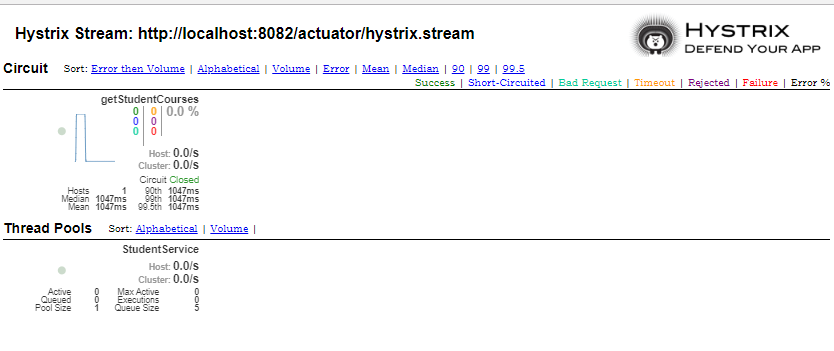 Hystrix Stream: http://localhost:8082/actuator/hystrix.stream
HYSTRIX
DEFEND YOUR APP
Circuit Sort: Error then Volume | Alphabetical | Volume | Error | Mean | Median | 90 | 99 | 99.5
Success | Short-Circuited | Bad Request | Timeout | Rejected | Failure | Error %
getStudentCourses
0 0 0.0 %
0 0
0 0
Host: 0.0/s
Cluster: 0.0/s
Circuit Closed
Hosts 1 90th 1047ms
Median 1047ms 99th 1047ms
Mean 1047ms 99.5th 1047ms
Thread Pools Sort: Alphabetical | Volume |
StudentService
Host: 0.0/s
Cluster: 0.0/s
Active 0 Max Active 0
Queued 0 Executions 0
Pool Size 1 Queue Size 5